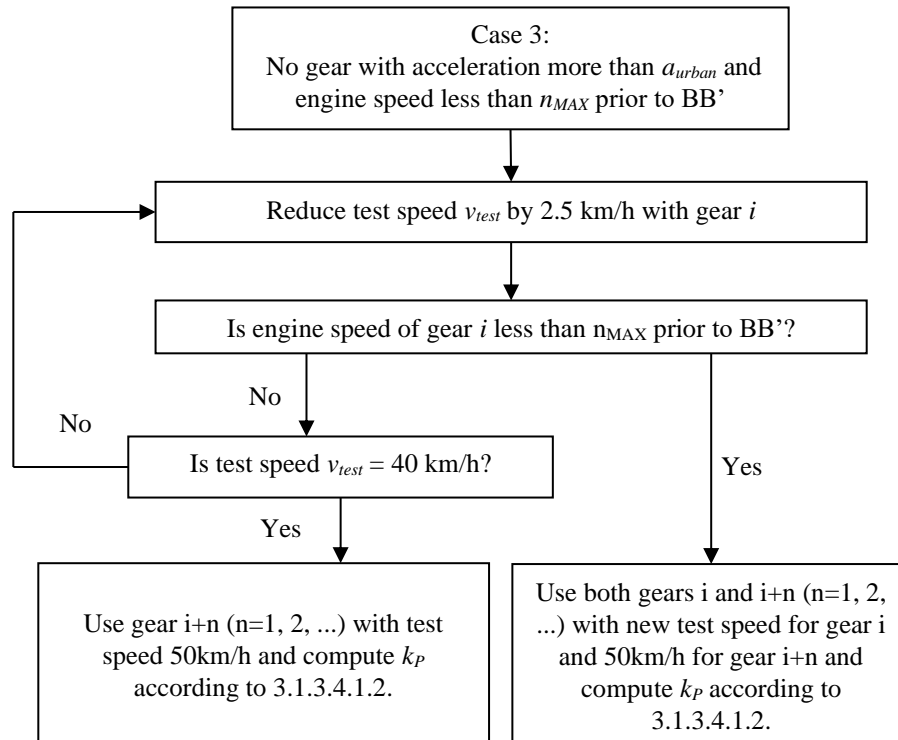 Case 3:
No gear with acceleration more than a_urban and
engine speed less than n_MAX prior to BB’
Reduce test speed v_test by 2.5 km/h with gear i
Is engine speed of gear i less than n_MAX prior to BB’?
No
No
Yes
Is test speed v_test = 40 km/h?
Yes
Use gear i+n (n=1, 2, ...) with test
speed 50km/h and compute k_P
according to 3.1.3.4.1.2.
Use both gears i and i+n (n=1, 2,
...) with new test speed for gear i
and 50km/h for gear i+n and
compute k_P according to
3.1.3.4.1.2.